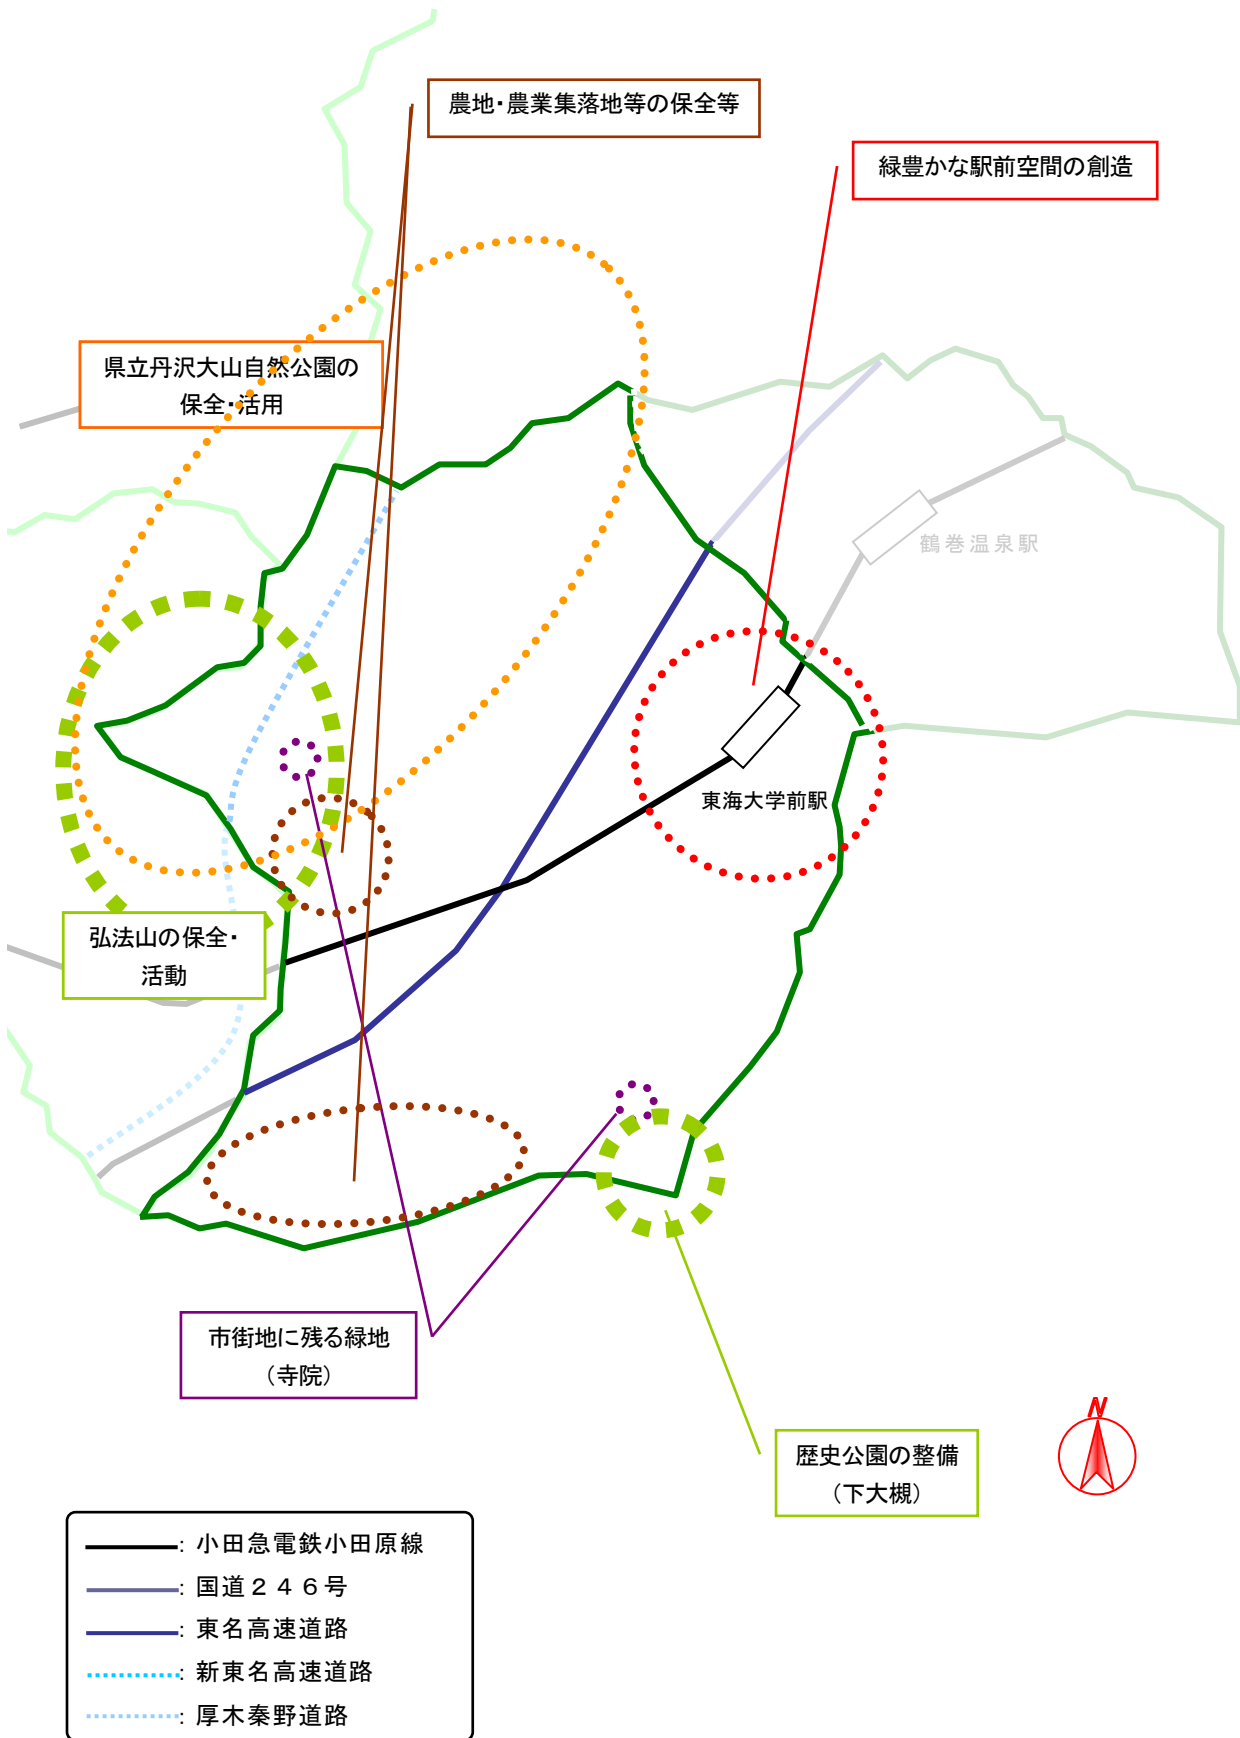 農地・農業集落地等の保全等
緑豊かな駅前空間の創造
県立丹沢大山自然公園の
保全・活用
鶴巻温泉駅
東海大学前駅
弘法山の保全・
活動
市街地に残る緑地
（寺院）
N
歴史公園の整備
（下大槻）
：小田急電鉄小田原線
：国道２４６号
：東名高速道路
：新東名高速道路
：厚木秦野道路